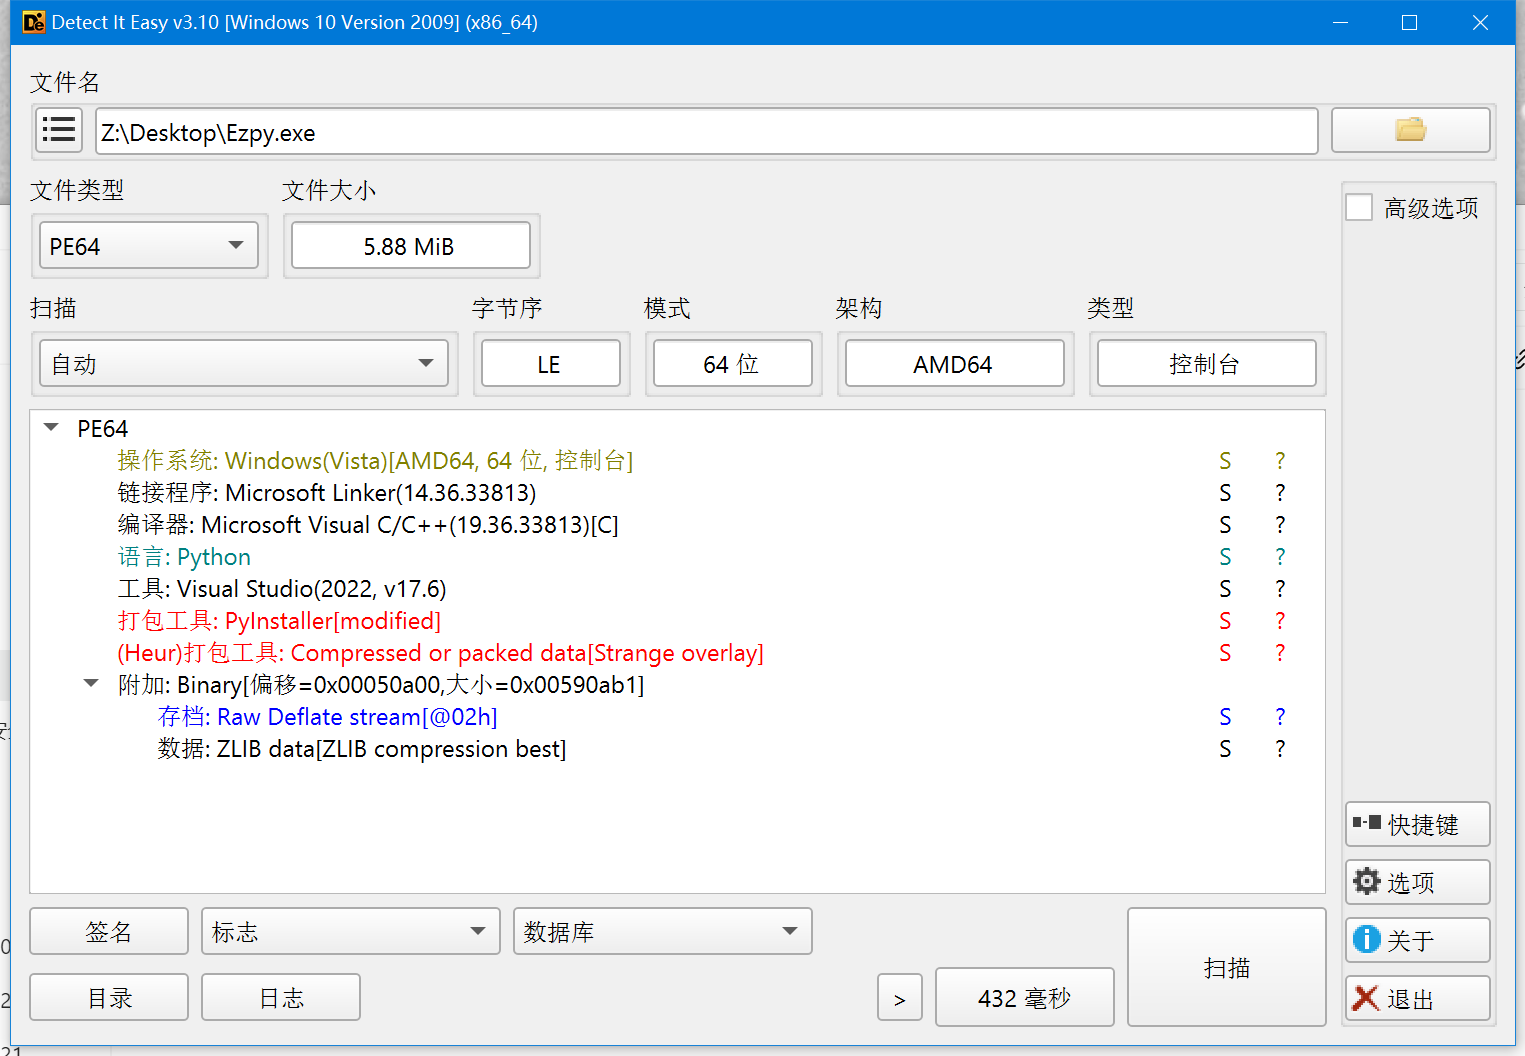 Detect It Easy v3.10 [Windows 10 Version 2009] (x86_64)
文件名
Z:\Desktop\Ezpy.exe
文件类型 文件大小
高级选项
PE64 5.88 MiB
扫描 字节序 模式 架构 类型
自动 LE 64 位 AMD64 控制台
PE64
操作系统: Windows(Vista)[AMD64, 64 位, 控制台] S ?
链接程序: Microsoft Linker(14.36.33813) S ?
编译器: Microsoft Visual C/C++(19.36.33813)[C] S ?
语言: Python S ?
工具: Visual Studio(2022, v17.6) S ?
打包工具: PyInstaller[modified] S ?
(Heur)打包工具: Compressed or packed data[Strange overlay] S ?
附加: Binary[偏移=0x00050a00,大小=0x00590ab1]
存档: Raw Deflate stream[@02h] S ?
数据: ZLIB data[ZLIB compression best] S ?
快捷键
选项
关于
退出
签名 标志 数据库
扫描
目录 日志 > 432 毫秒
21